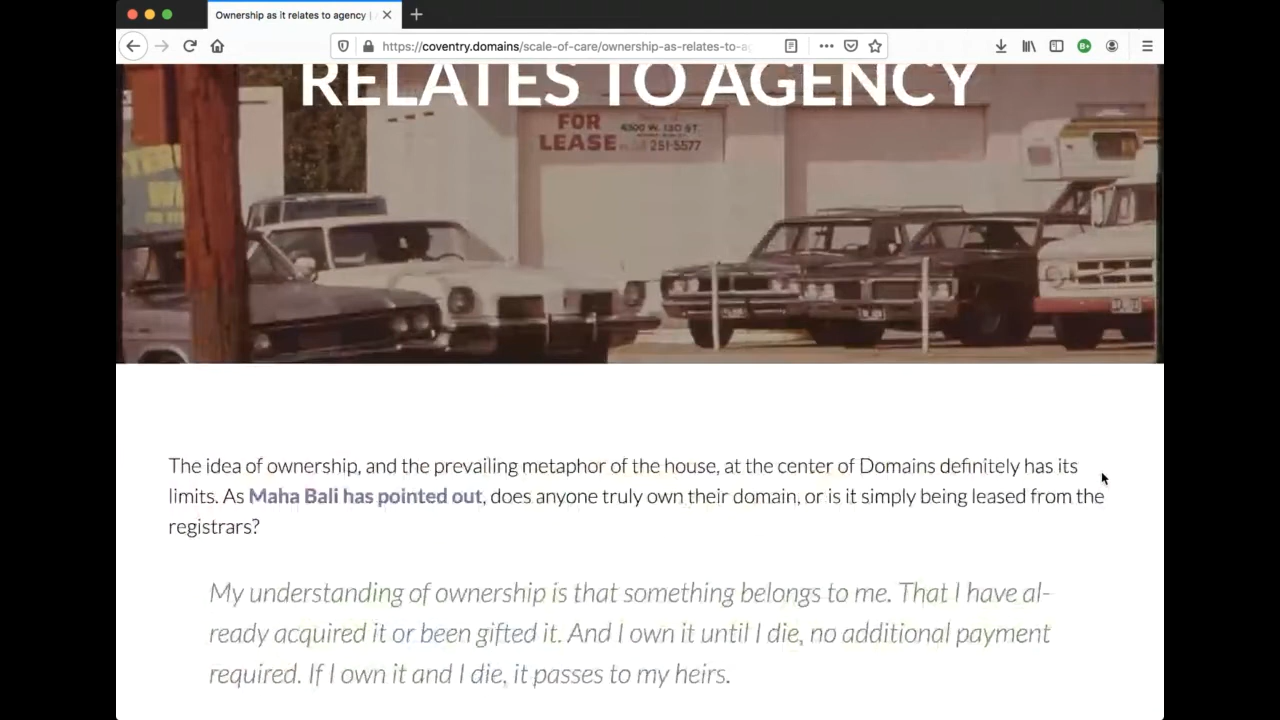 Ownership as it relates to agency |
https://coventry.domains/scale-of-care/ownership-as-relates-to-a
RELATES TO AGENCY
FOR
LEASE
4300 W. 130 ST.
251-5577
The idea of ownership, and the prevailing metaphor of the house, at the center of Domains definitely has its
limits. As Maha Bali has pointed out, does anyone truly own their domain, or is it simply being leased from the
registrars?
My understanding of ownership is that something belongs to me. That I have al-
ready acquired it or been gifted it. And I own it until I die, no additional payment
required. If I own it and I die, it passes to my heirs.